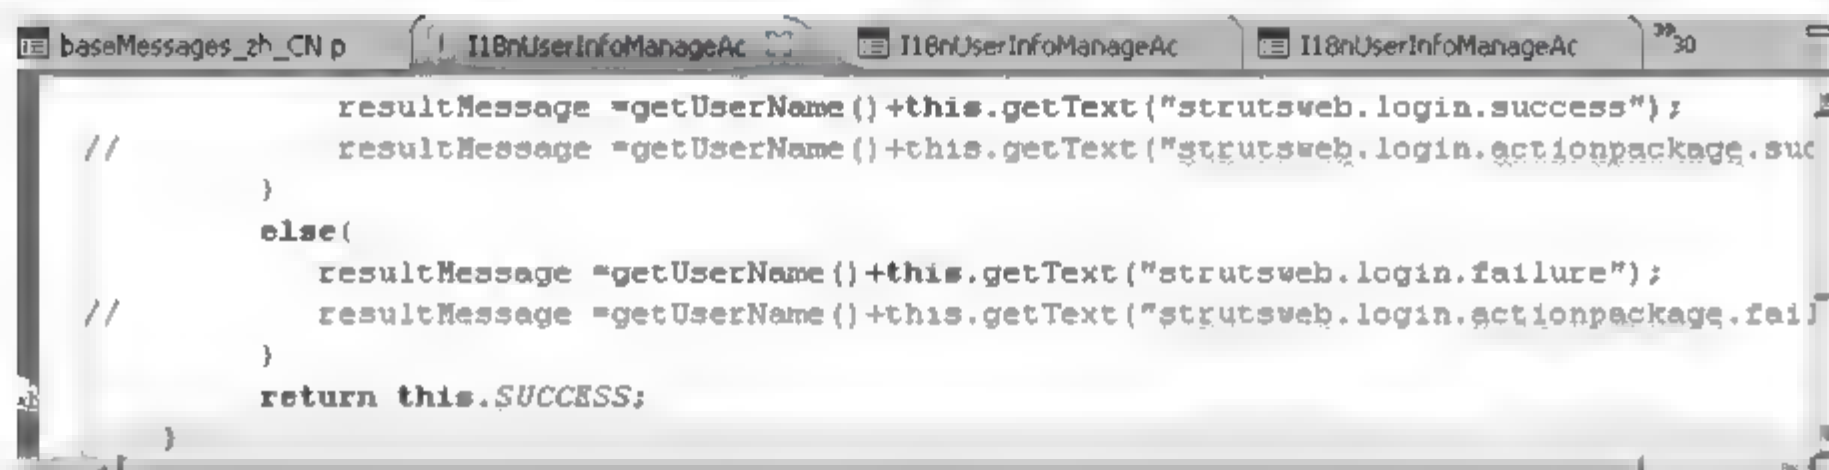 baseMessages_zh_CN p
I18nUserInfoManageAc
I18nUserInfoManageAc
I18nUserInfoManageAc
»30
resultMessage =getUserName()+this.getText("strutsweb.login.success");
// resultMessage =getUserName()+this.getText("strutsweb.login.actionpackage.suc
}
else{
resultMessage =getUserName()+this.getText("strutsweb.login.failure");
// resultMessage =getUserName()+this.getText("strutsweb.login.actionpackage.fail
}
return this.SUCCESS;
}